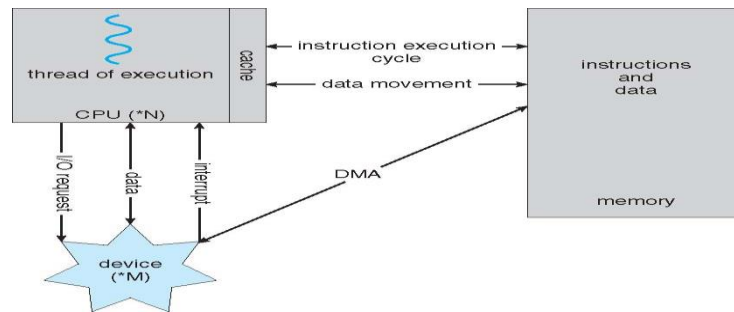 thread of execution
CPU (*N)
cache
instruction execution
cycle
data movement
instructions
and
data
memory
I/O request
data
interrupt
DMA
device
(*M)